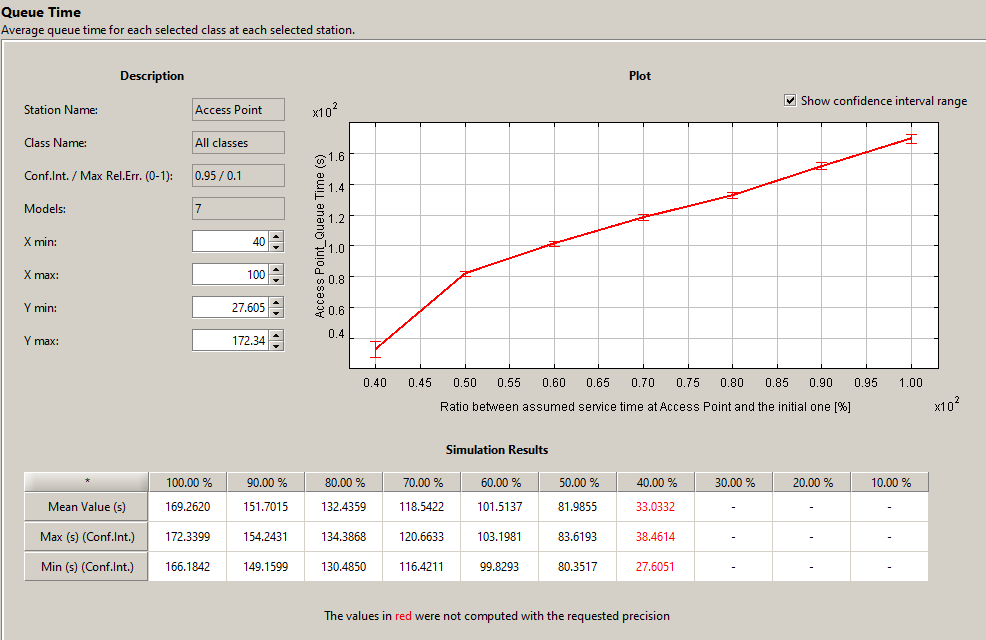 Queue Time
Average queue time for each selected class at each selected station.
Description
Station Name: Access Point
Class Name: All classes
Conf.Int. / Max Rel.Err. (0-1): 0.95 / 0.1
Models: 7
X min: 40
X max: 100
Y min: 27.605
Y max: 172.34
Plot
Show confidence interval range
x10²
Access Point_Queue Time (s)
1.6
1.4
1.2
1.0
0.8
0.6
0.4
0.40 0.45 0.50 0.55 0.60 0.65 0.70 0.75 0.80 0.85 0.90 0.95 1.00
Ratio between assumed service time at Access Point and the initial one [%] x10²
Simulation Results
* 100.00 % 90.00 % 80.00 % 70.00 % 60.00 % 50.00 % 40.00 % 30.00 % 20.00 % 10.00 %
Mean Value (s) 169.2620 151.7015 132.4359 118.5422 101.5137 81.9855 33.0332 - - -
Max (s) (Conf.Int.) 172.3399 154.2431 134.3868 120.6633 103.1981 83.6193 38.4614 - - -
Min (s) (Conf.Int.) 166.1842 149.1599 130.4850 116.4211 99.8293 80.3517 27.6051 - - -
The values in red were not computed with the requested precision